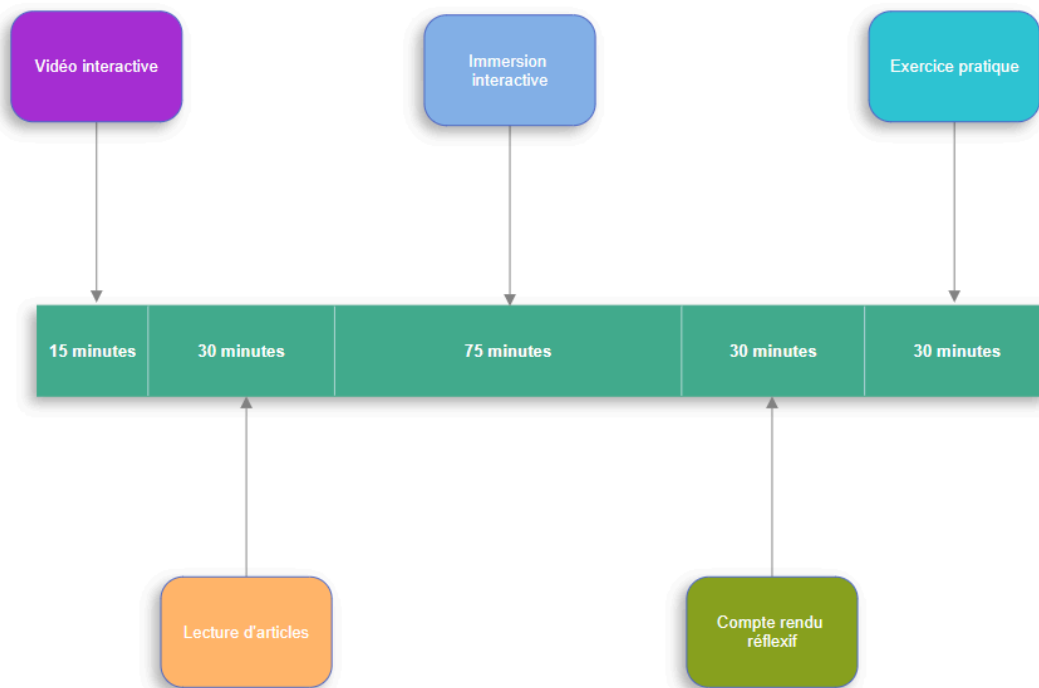 Vidéo interactive
Immersion
interactive
Exercice pratique
15 minutes
30 minutes
75 minutes
30 minutes
30 minutes
Lecture d'articles
Compte rendu
réflexif